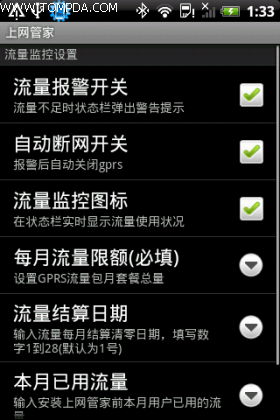 WWW.TOMPDA.COM
1:33
上网管家
流量监控设置
流量报警开关
流量不足时状态栏弹出警告提示
自动断网开关
报警后自动关闭gprs
流量监控图标
在状态栏实时显示流量使用状况
每月流量限额(必填)
设置GPRS流量包月套餐总量
流量结算日期
输入流量每月结算清零日期，填写数
字1到28(默认为1号)
本月已用流量
输入安装上网管家前本月用户已用的流